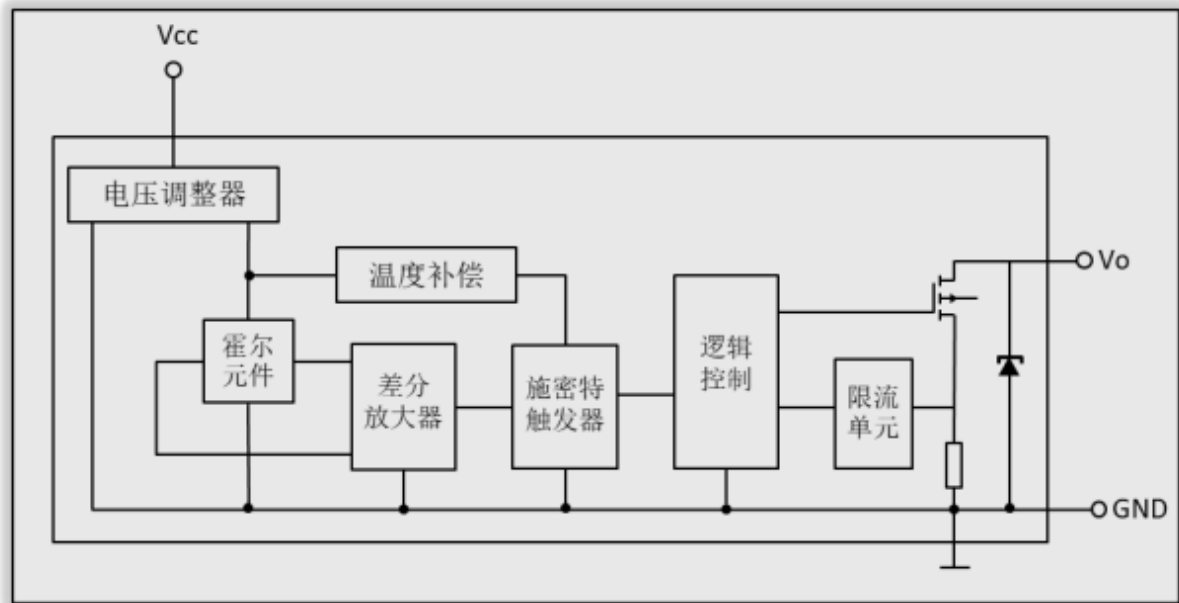 Vcc
电压调整器
温度补偿
Vo
霍尔
元件
差分
放大器
施密特
触发器
逻辑
控制
限流
单元
GND